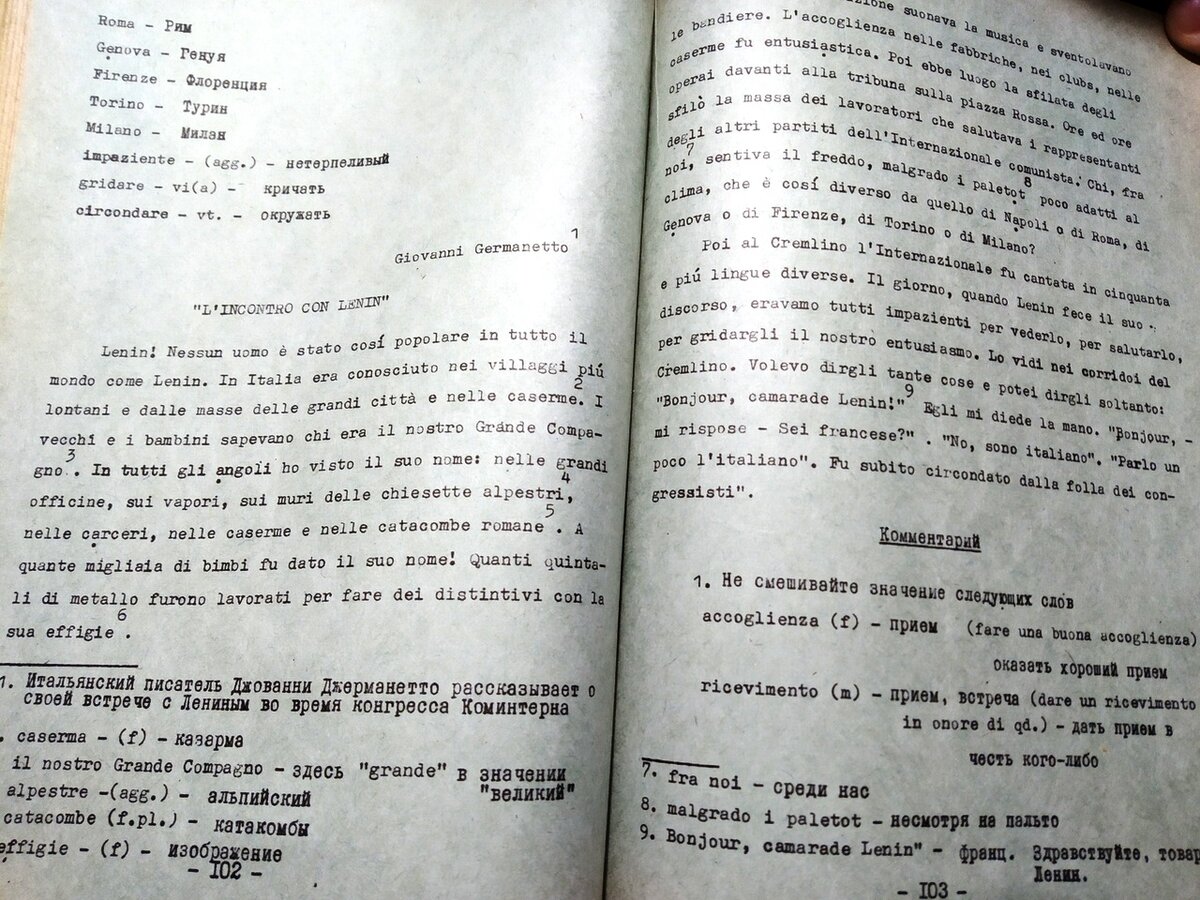 Roma - Рим
Genova - Генуя
Firenze - Флоренция
Torino - Турин
Milano - Милан
impaziente - (agg.) - нетерпеливый
gridare - vi(a) - кричать
circondare - vt. - окружать
Giovanni Germanetto 1
"L'INCONTRO CON LENIN"
Lenin! Nessun uomo è stato cosí popolare in tutto il
mondo come Lenin. In Italia era conosciuto nei villaggi piú
lontani e dalle masse delle grandi città e nelle caserme 2. I
vecchi e i bambini sapevano chi era il nostro Grande Compa-
gno 3. In tutti gli angoli ho visto il suo nome: nelle grandi
officine, sui vapori, sui muri delle chiesette alpestri 4,
nelle carceri, nelle caserme e nelle catacombe romane 5. A
quante migliaia di bimbi fu dato il suo nome! Quanti quinta-
li di metallo furono lavorati per fare dei distintivi con la
sua effigie 6.
1. Итальянский писатель Джованни Джерманетто рассказывает о
своей встрече с Лениным во время конгресса Коминтерна
. caserma - (f) - казарма
il nostro Grande Compagno - здесь "grande" в значении
"великий"
alpestre -(agg.) - альпийский
catacombe (f.pl.) - катакомбы
effigie - (f) - изображение
- 102 -
suonava la musica e sventolavano
le bandiere. L'accoglienza nelle fabbriche, nei clubs, nelle
caserme fu entusiastica. Poi ebbe luogo la sfilata degli
operai davanti alla tribuna sulla piazza Rossa. Ore ed ore
sfilò la massa dei lavoratori che salutava i rappresentanti
degli altri partiti dell'Internazionale comunista. Chi, fra
noi, 7 sentiva il freddo, malgrado i paletot 8 poco adatti al
clima, che è cosí diverso da quello di Napoli o di Roma, di
Genova o di Firenze, di Torino o di Milano?
Poi al Cremlino l'Internazionale fu cantata in cinquanta
e piú lingue diverse. Il giorno, quando Lenin fece il suo
discorso, eravamo tutti impazienti per vederlo, per salutarlo,
per gridargli il nostro entusiasmo. Lo vidi nei corridoi del
Cremlino. Volevo dirgli tante cose e potei dirgli soltanto:
"Bonjour, camarade Lenin!" 9 Egli mi diede la mano. "Bonjour, -
mi rispose - Sei francese?" . "No, sono italiano". "Parlo un
poco l'italiano". Fu subito circondato dalla folla dei con-
gressisti".
Комментарий
1. Не смешивайте значение следующих слов
accoglienza (f) - прием (fare una buona accoglienza)
оказать хороший прием
ricevimento (m) - прием, встреча (dare un ricevimento
in onore di qd.) - дать прием в
честь кого-либо
7. fra noi - среди нас
8. malgrado i paletot - несмотря на пальто
9. Bonjour, camarade Lenin" - франц. Здравствуйте, товар
Ленин.
- 103 -